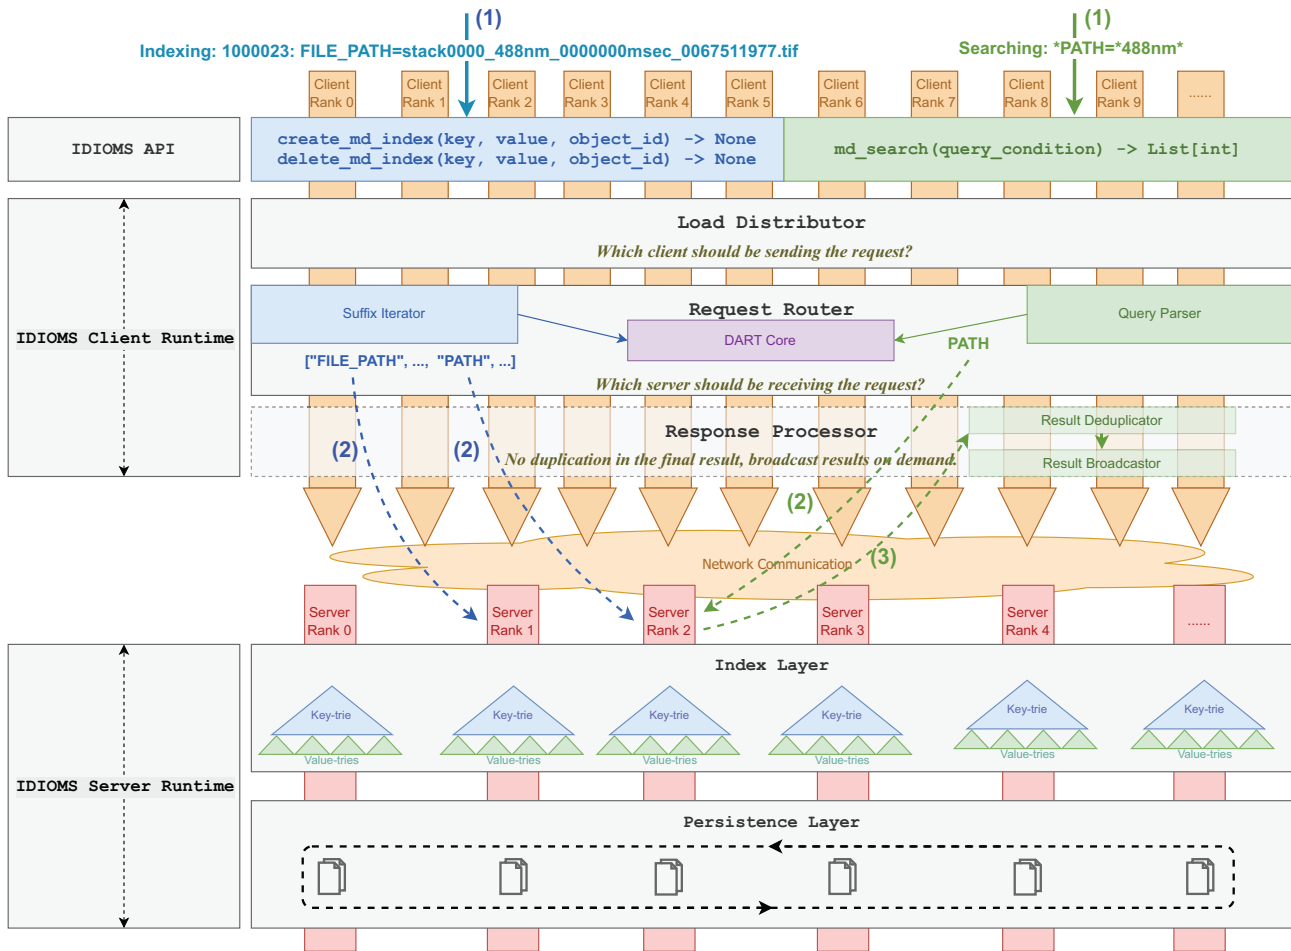 (1)
(1)
Indexing: 1000023: FILE_PATH=stack0000_488nm_0000000msec_0067511977.tif
Searching: *PATH=*488nm*
Client
Rank 0
Client
Rank 1
Client
Rank 2
Client
Rank 3
Client
Rank 4
Client
Rank 5
Client
Rank 6
Client
Rank 7
Client
Rank 8
Client
Rank 9
......
IDIOMS API
create_md_index(key, value, object_id) -> None
delete_md_index(key, value, object_id) -> None
md_search(query_condition) -> List[int]
IDIOMS Client Runtime
Load Distributor
Which client should be sending the request?
Suffix Iterator
Request Router
Query Parser
DART Core
["FILE_PATH", ..., "PATH", ...]
PATH
Which server should be receiving the request?
Response Processor
Result Deduplicator
(2)
(2)
No duplication in the final result, broadcast results on demand.
Result Broadcastor
(2)
(3)
Network Communication
Server
Rank 0
Server
Rank 1
Server
Rank 2
Server
Rank 3
Server
Rank 4
......
IDIOMS Server Runtime
Index Layer
Key-trie
Key-trie
Key-trie
Key-trie
Key-trie
Key-trie
Value-tries
Value-tries
Value-tries
Value-tries
Value-tries
Value-tries
Persistence Layer